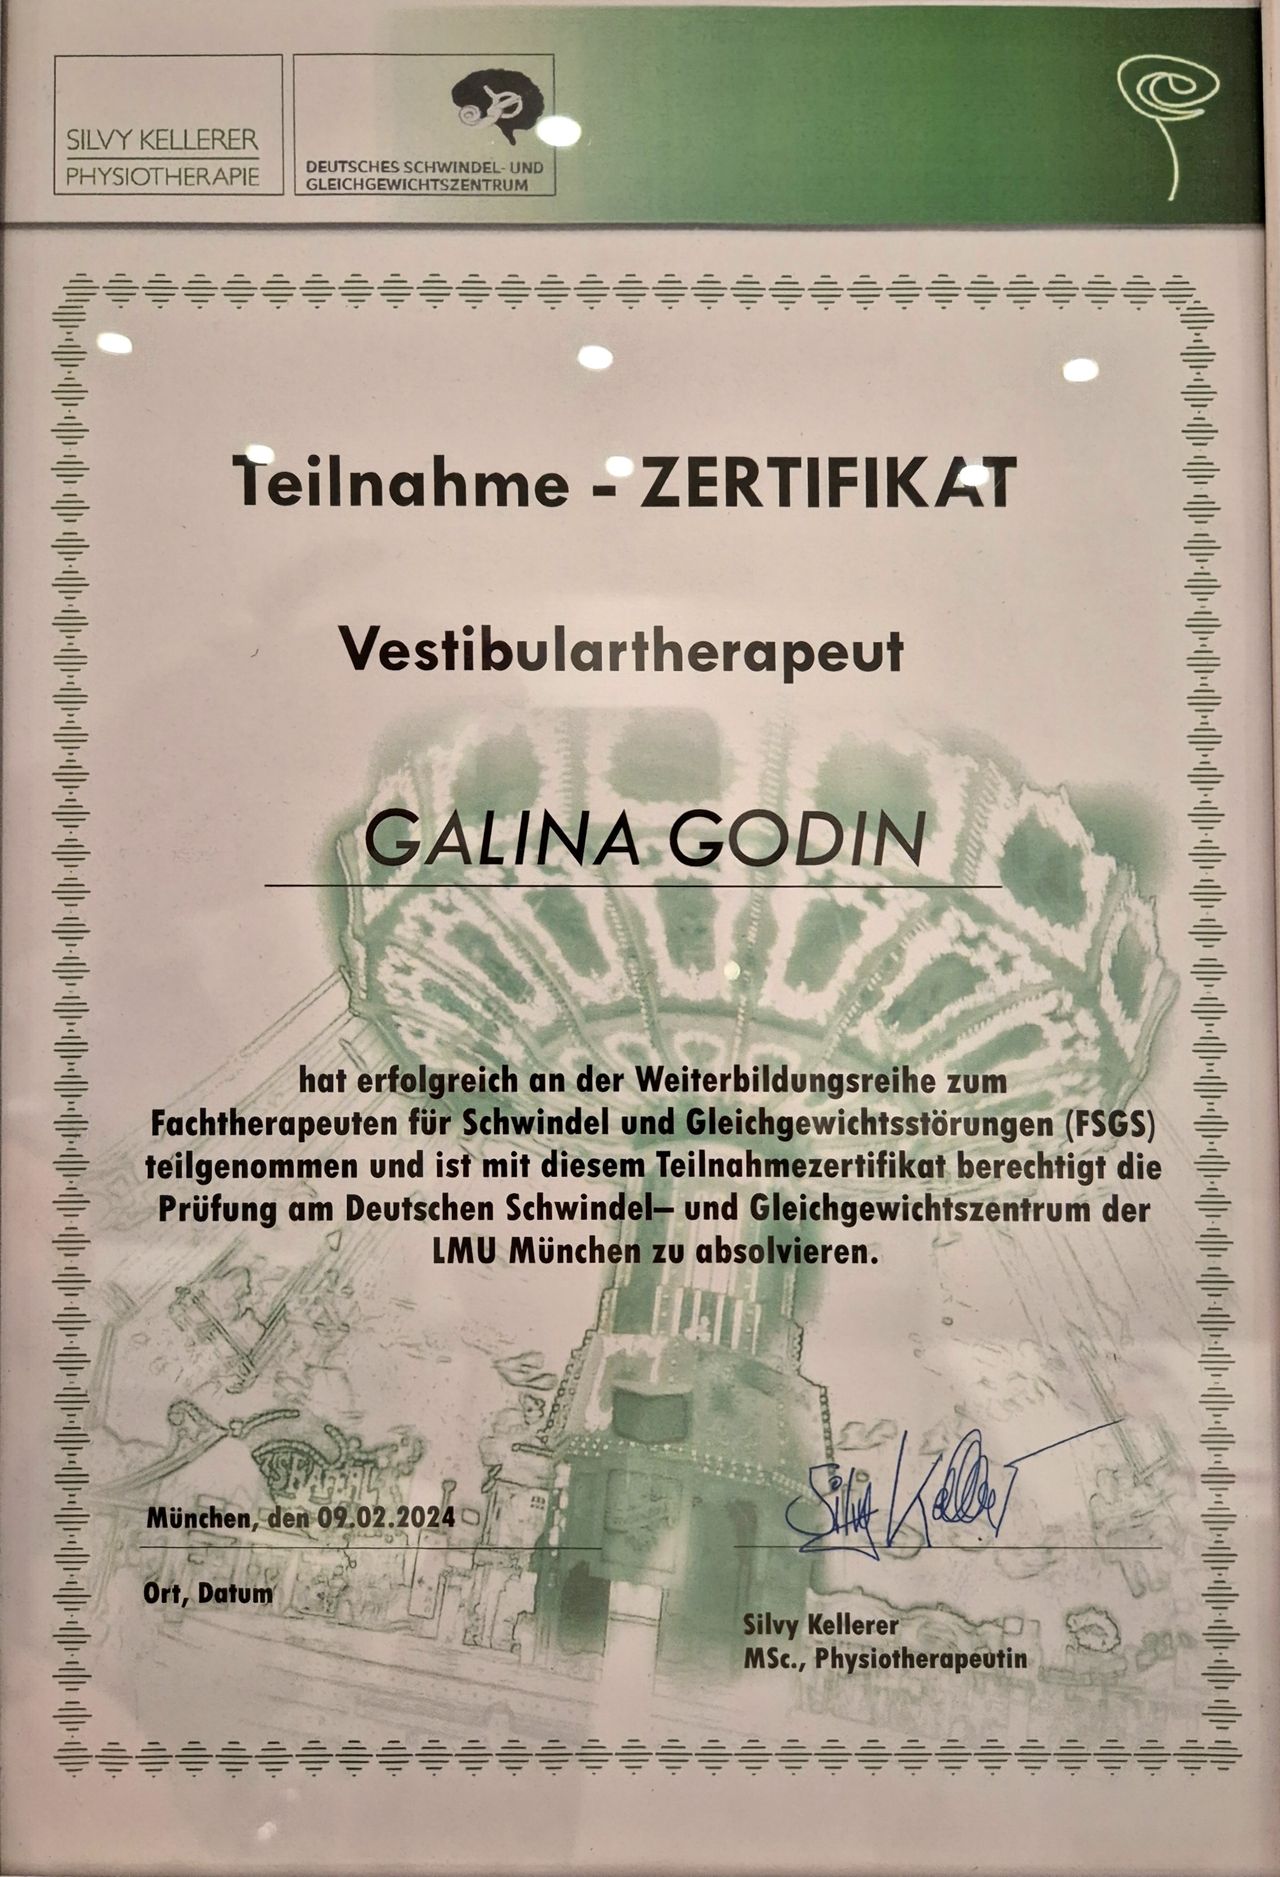 SILVY KELLERER
PHYSIOTHERAPIE
DEUTSCHES SCHWINDEL- UND
GLEICHGEWICHTSZENTRUM
Teilnahme - ZERTIFIKAT
Vestibulartherapeut
GALINA GODIN
hat erfolgreich an der Weiterbildungsreihe zum
Fachtherapeuten für Schwindel und Gleichgewichtsstörungen (FSGS)
teilgenommen und ist mit diesem Teilnahmezertifikat berechtigt die
Prüfung am Deutschen Schwindel– und Gleichgewichtszentrum der
LMU München zu absolvieren.
München, den 09.02.2024
Silvy Kellerer
Ort, Datum
Silvy Kellerer
MSc., Physiotherapeutin